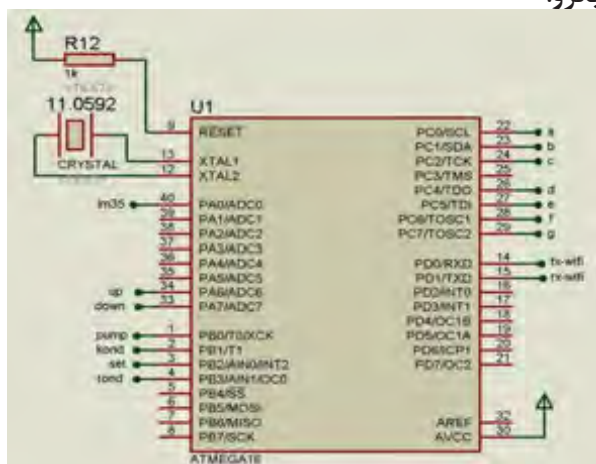 R12
1k
11.0592
CRYSTAL
U1
9 RESET
13 XTAL1
12 XTAL2
lm35 40 PA0/ADC0
39 PA1/ADC1
38 PA2/ADC2
37 PA3/ADC3
36 PA4/ADC4
35 PA5/ADC5
up 34 PA6/ADC6
down 33 PA7/ADC7
pump 1 PB0/T0/XCK
kond 2 PB1/T1
set 3 PB2/AIN0/INT2
tond 4 PB3/AIN1/OC0
5 PB4/SS
6 PB5/MOSI
7 PB6/MISO
8 PB7/SCK
PC0/SCL 22 a
PC1/SDA 23 b
PC2/TCK 24 c
PC3/TMS 25
PC4/TDO 26 d
PC5/TDI 27 e
PC6/TOSC1 28 f
PC7/TOSC2 29 g
PD0/RXD 14 tx-wifi
PD1/TXD 15 rx-wifi
PD2/INT0 16
PD3/INT1 17
PD4/OC1B 18
PD5/OC1A 19
PD6/ICP1 20
PD7/OC2 21
AREF 32
AVCC 30
ATMEGA16